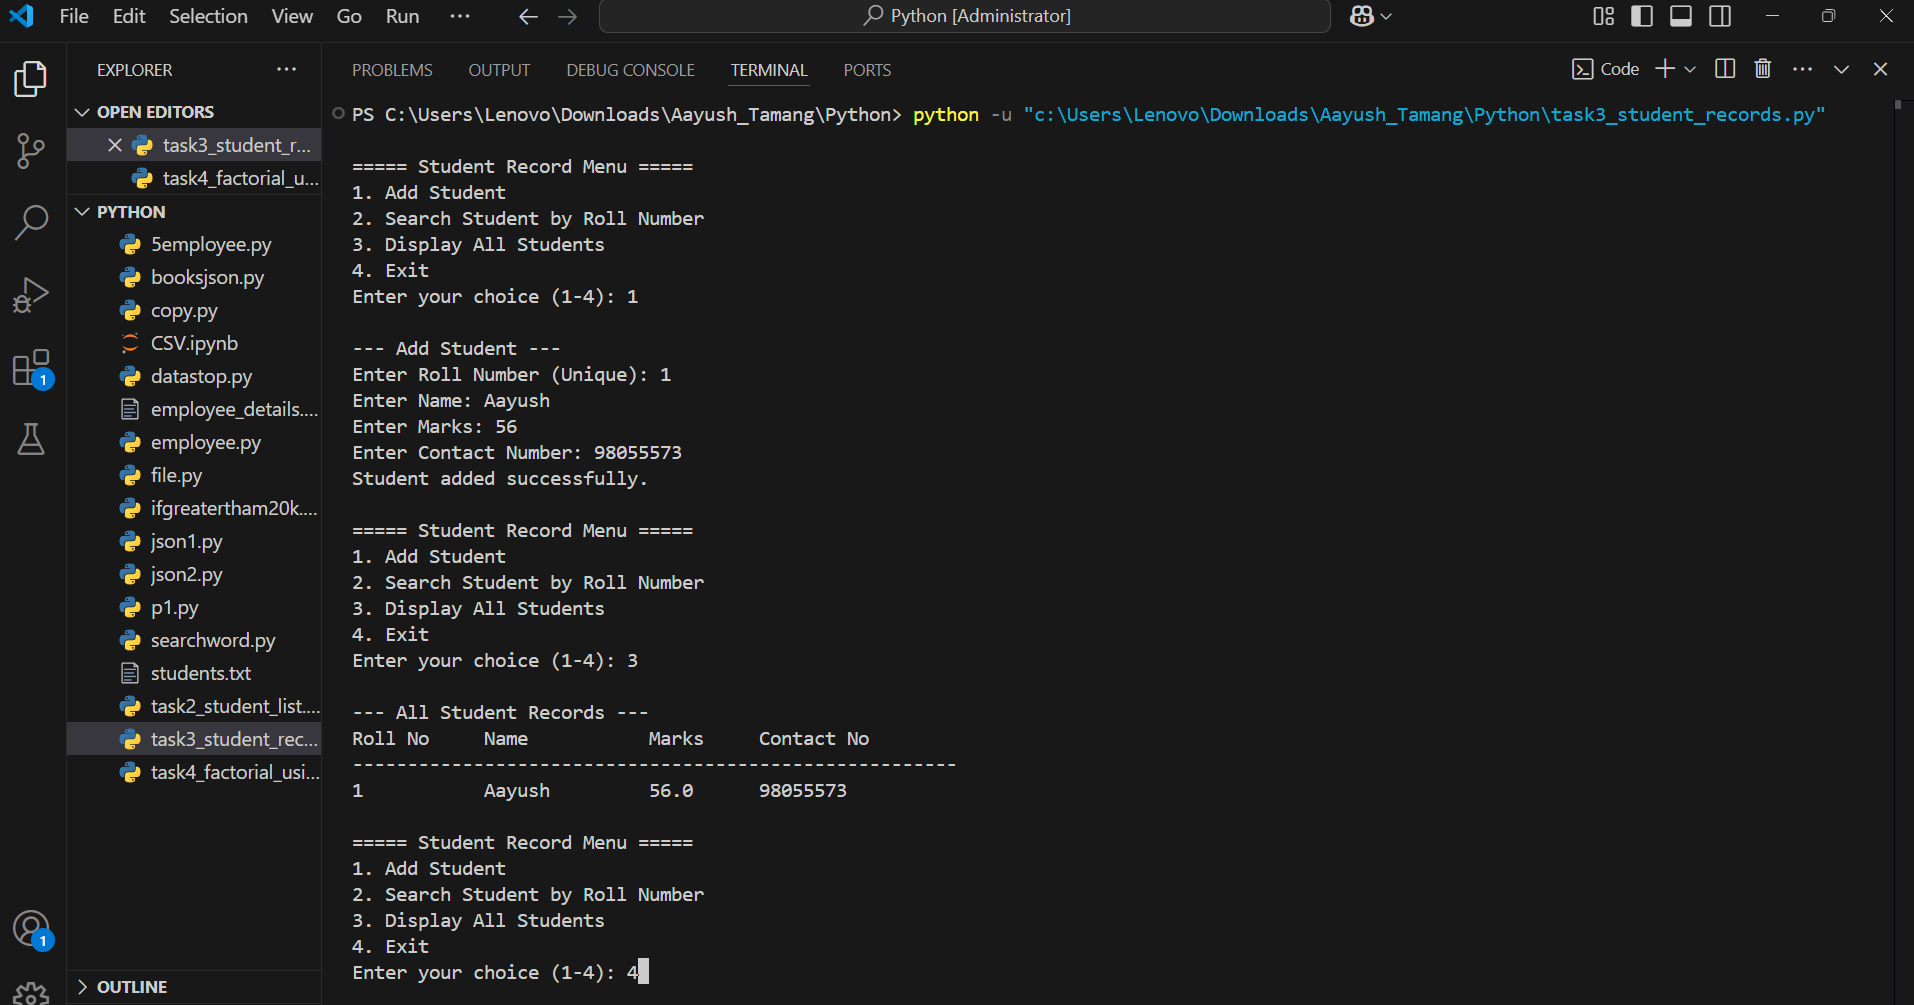 File Edit Selection View Go Run ··· Python [Administrator]
EXPLORER ···
OPEN EDITORS
task3_student_r...
task4_factorial_u...
PYTHON
5employee.py
booksjson.py
copy.py
CSV.ipynb
datastop.py
employee_details....
employee.py
file.py
ifgreatertham20k....
json1.py
json2.py
p1.py
searchword.py
students.txt
task2_student_list....
task3_student_rec...
task4_factorial_usi...
OUTLINE
1
1
PROBLEMS OUTPUT DEBUG CONSOLE TERMINAL PORTS Code
PS C:\Users\Lenovo\Downloads\Aayush_Tamang\Python> python -u "c:\Users\Lenovo\Downloads\Aayush_Tamang\Python\task3_student_records.py"
===== Student Record Menu =====
1. Add Student
2. Search Student by Roll Number
3. Display All Students
4. Exit
Enter your choice (1-4): 1
--- Add Student ---
Enter Roll Number (Unique): 1
Enter Name: Aayush
Enter Marks: 56
Enter Contact Number: 98055573
Student added successfully.
===== Student Record Menu =====
1. Add Student
2. Search Student by Roll Number
3. Display All Students
4. Exit
Enter your choice (1-4): 3
--- All Student Records ---
Roll No Name Marks Contact No
-------------------------------------------------------
1 Aayush 56.0 98055573
===== Student Record Menu =====
1. Add Student
2. Search Student by Roll Number
3. Display All Students
4. Exit
Enter your choice (1-4): 4